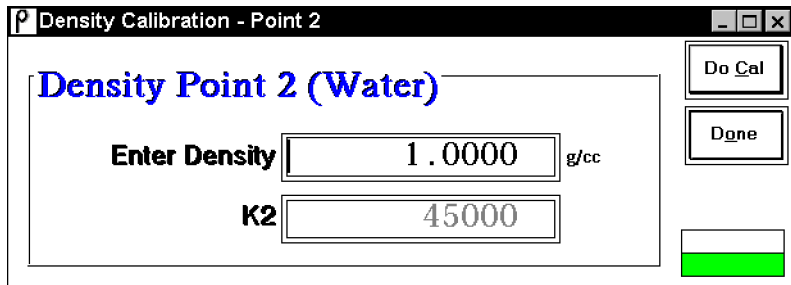 ρ Density Calibration - Point 2
Density Point 2 (Water)
Enter Density 1.0000 g/cc
K2 45000
Do Cal
Done